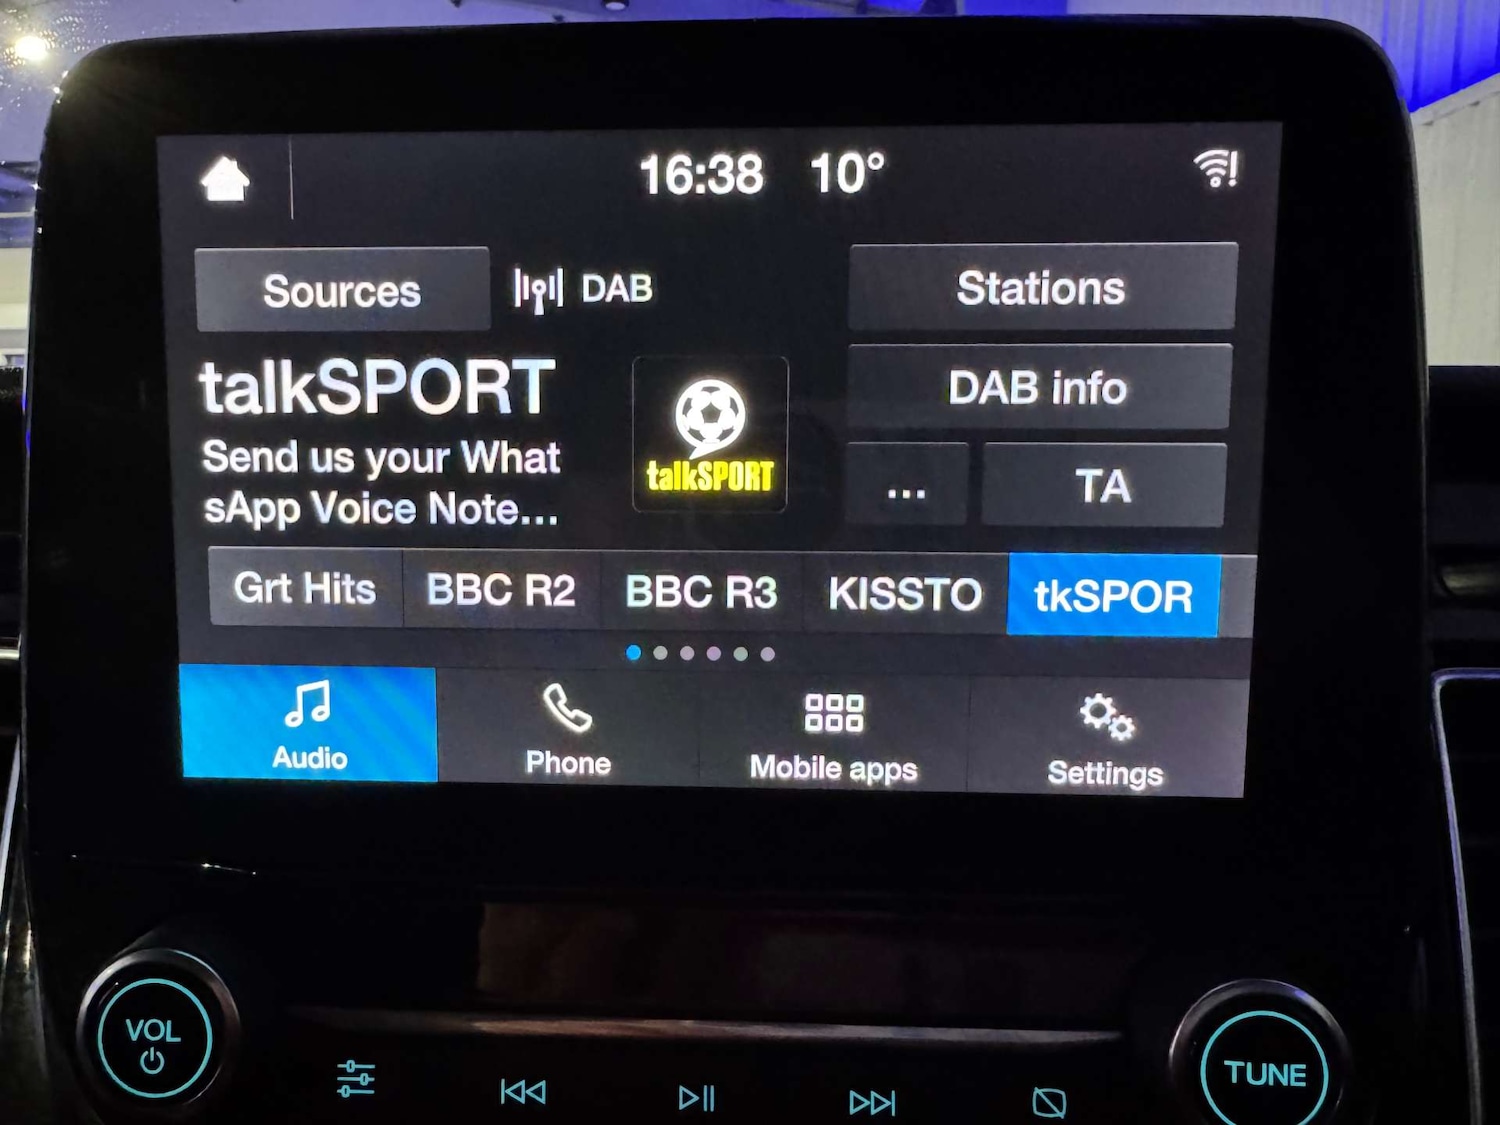 16:38 10°
Sources
DAB
Stations
talkSPORT
Send us your What
sApp Voice Note...
talkSPORT
DAB info
...
TA
Grt Hits
BBC R2
BBC R3
KISSTO
tkSPOR
Audio
Phone
Mobile apps
Settings
VOL
TUNE